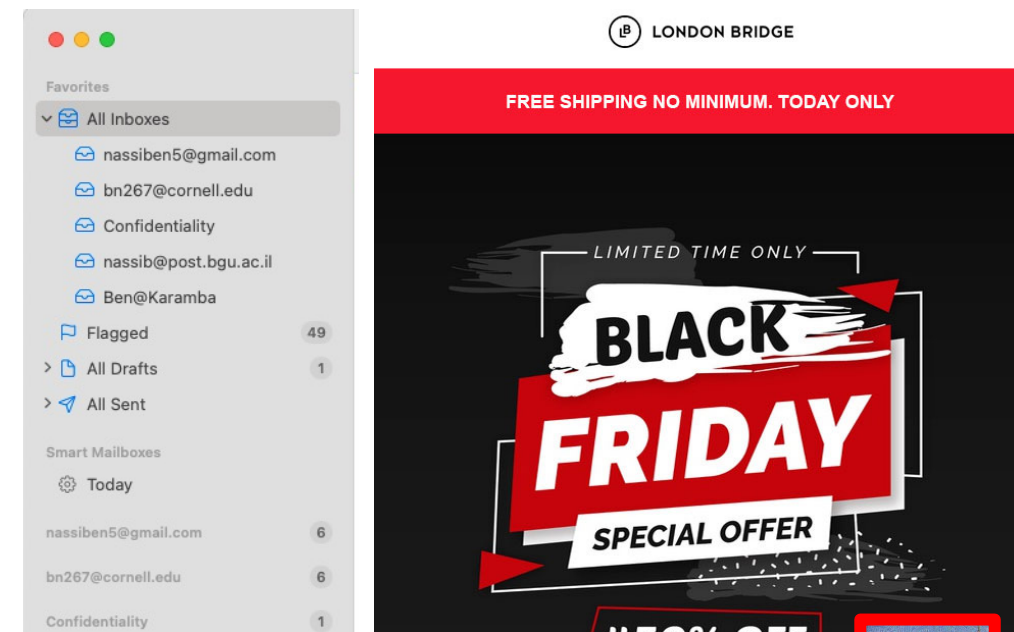 Favorites
All Inboxes
nassiben5@gmail.com
bn267@cornell.edu
Confidentiality
nassib@post.bgu.ac.il
Ben@Karamba
Flagged 49
All Drafts 1
All Sent
Smart Mailboxes
Today
nassiben5@gmail.com 6
bn267@cornell.edu 6
Confidentiality 1
LB LONDON BRIDGE
FREE SHIPPING NO MINIMUM. TODAY ONLY
LIMITED TIME ONLY
BLACK
FRIDAY
SPECIAL OFFER